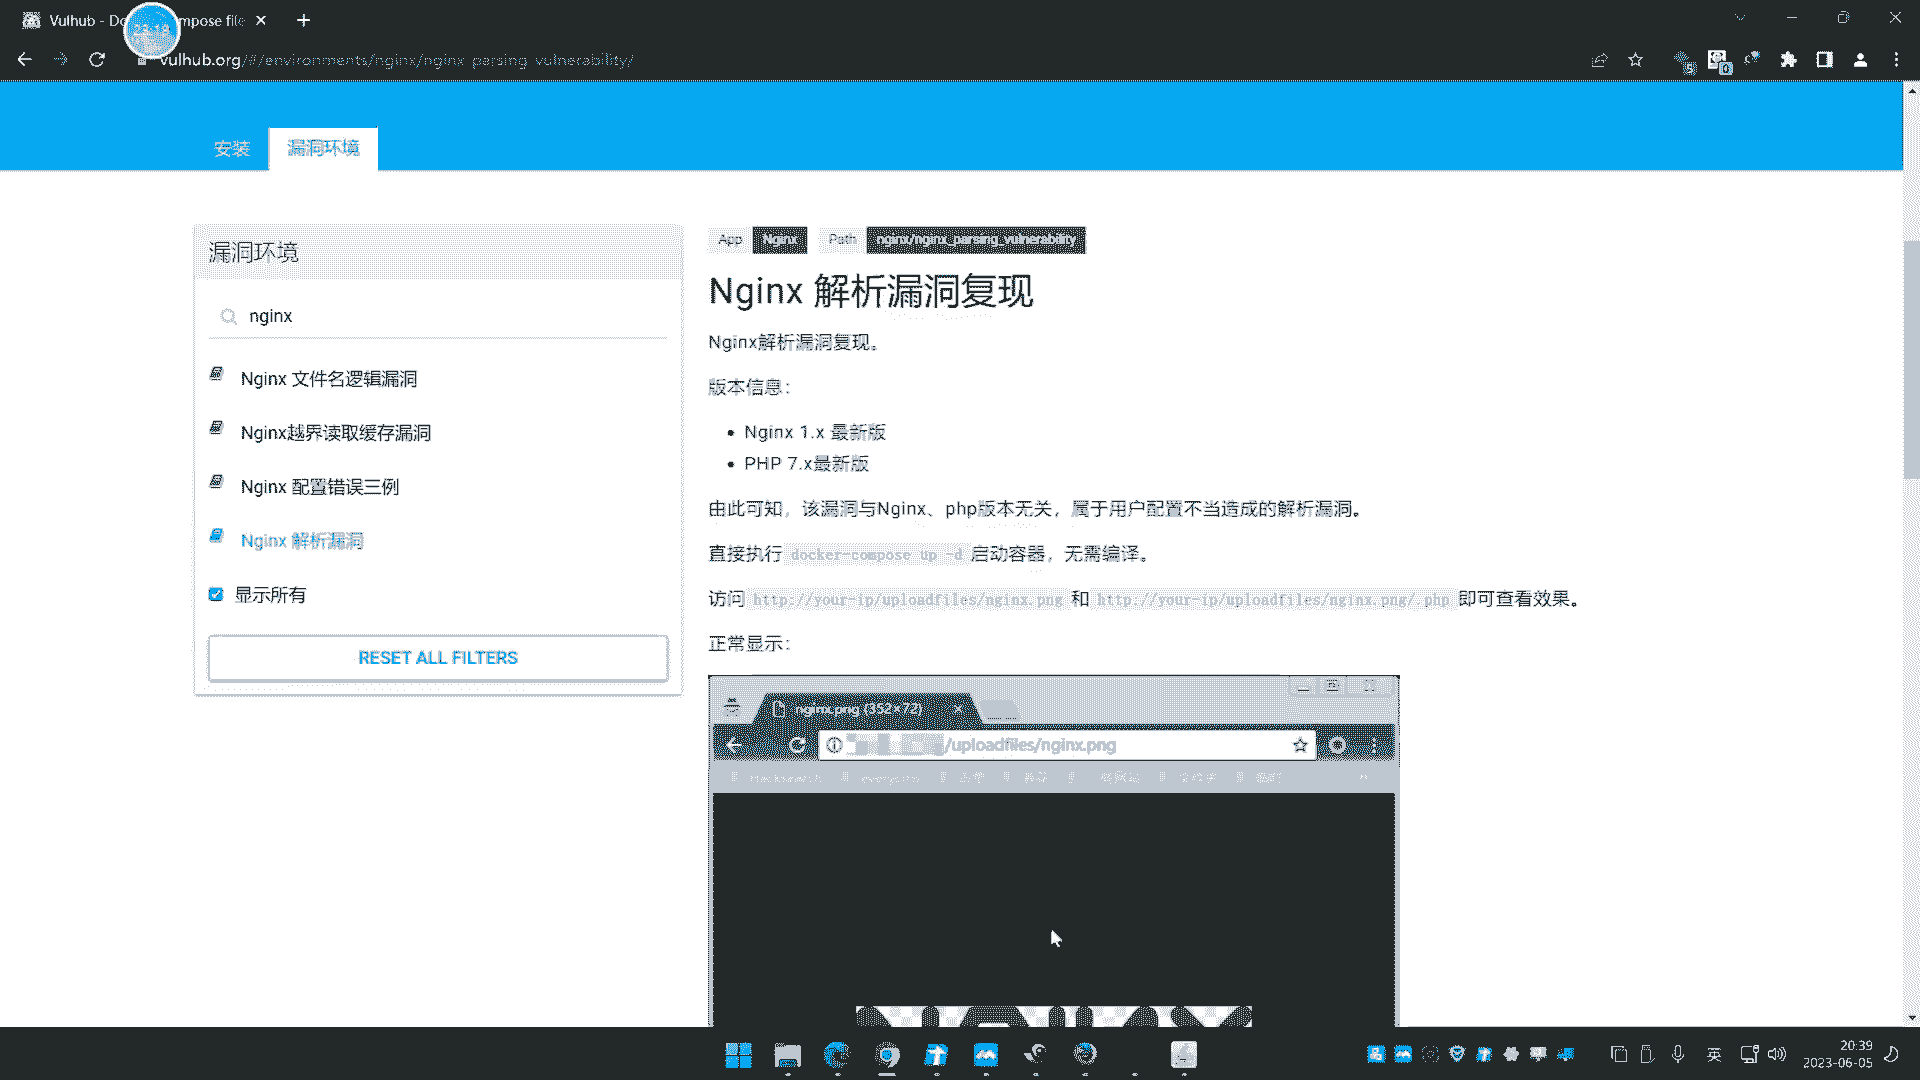 Vulhub - Do mpose file
vulhub.org/#/environments/nginx/nginx_parsing_vulnerability/
5
0
安装
漏洞环境
漏洞环境
nginx
Nginx 文件名逻辑漏洞
Nginx越界读取缓存漏洞
Nginx 配置错误三例
Nginx 解析漏洞
显示所有
RESET ALL FILTERS
App Nginx Path nginx/nginx_parsing_vulnerability
Nginx 解析漏洞复现
Nginx解析漏洞复现。
版本信息：
Nginx 1.x 最新版
PHP 7.x最新版
由此可知，该漏洞与Nginx、php版本无关，属于用户配置不当造成的解析漏洞。
直接执行 docker-compose up -d 启动容器，无需编译。
访问 http://your-ip/uploadfiles/nginx.png 和 http://your-ip/uploadfiles/nginx.png/.php 即可查看效果。
正常显示：
nginx.png (352×72)
/uploadfiles/nginx.png
英
20:39
2023-06-05